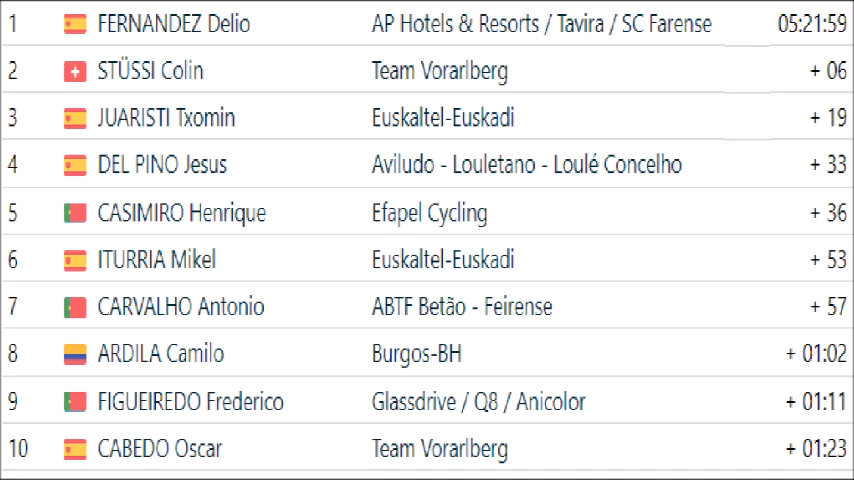 1 FERNANDEZ Delio AP Hotels & Resorts / Tavira / SC Farense 05:21:59
2 STÜSSI Colin Team Vorarlberg + 06
3 JUARISTI Txomin Euskaltel-Euskadi + 19
4 DEL PINO Jesus Aviludo - Louletano - Loulé Concelho + 33
5 CASIMIRO Henrique Efapel Cycling + 36
6 ITURRIA Mikel Euskaltel-Euskadi + 53
7 CARVALHO Antonio ABTF Betão - Feirense + 57
8 ARDILA Camilo Burgos-BH + 01:02
9 FIGUEIREDO Frederico Glassdrive / Q8 / Anicolor + 01:11
10 CABEDO Oscar Team Vorarlberg + 01:23